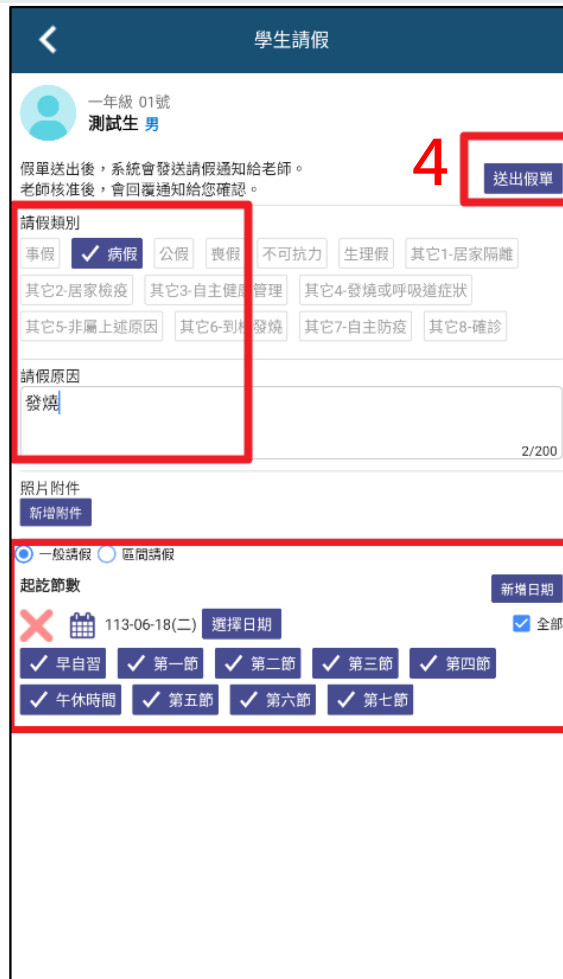 學生請假
一年級 01號
測試生 男
假單送出後，系統會發送請假通知給老師。
老師核准後，會回覆通知給您確認。
4
送出假單
請假類別
事假 病假 公假 喪假 不可抗力 生理假 其它1-居家隔離
其它2-居家檢疫 其它3-自主健康管理 其它4-發燒或呼吸道症狀
其它5-非屬上述原因 其它6-到校發燒 其它7-自主防疫 其它8-確診
請假原因
發燒
2/200
照片附件
新增附件
一般請假 區間請假
起訖節數
新增日期
113-06-18(二) 選擇日期 全部
早自習 第一節 第二節 第三節 第四節
午休時間 第五節 第六節 第七節